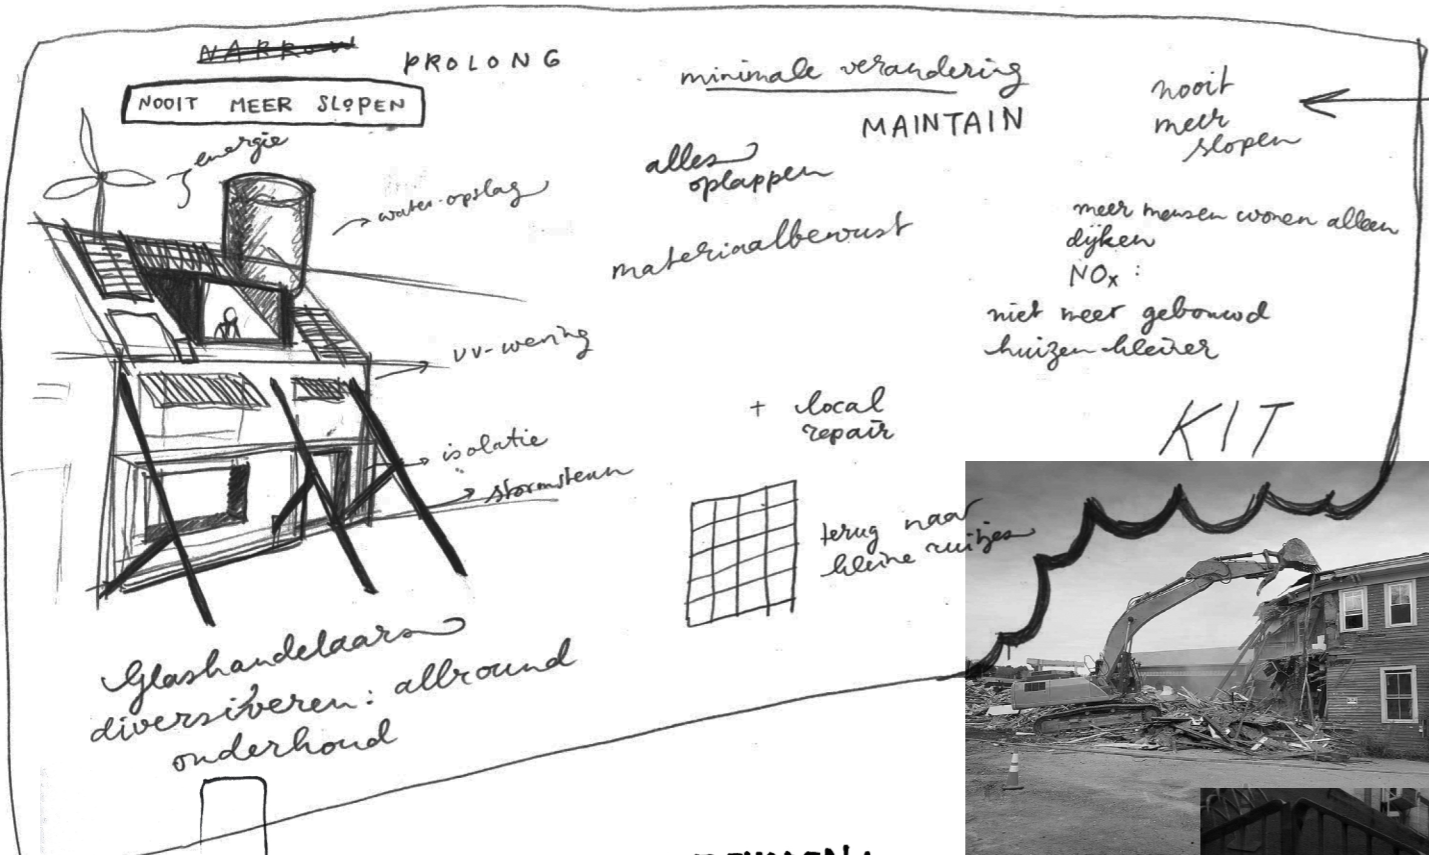 NARROW
PROLONG
NOOIT MEER SLOPEN
energie
water-opslag
UV-wering
isolatie
stormsteun
minimale verandering
MAINTAIN
alles
oplappen
materiaalbewust
nooit
meer
slopen
meer mensen wonen alleen
dijken
NOx :
niet meer gebouwd
huizen kleiner
+ local
repair
KIT
terug naar
kleine ruitjes
Glashandelaars
diversiveren: allround
onderhoud